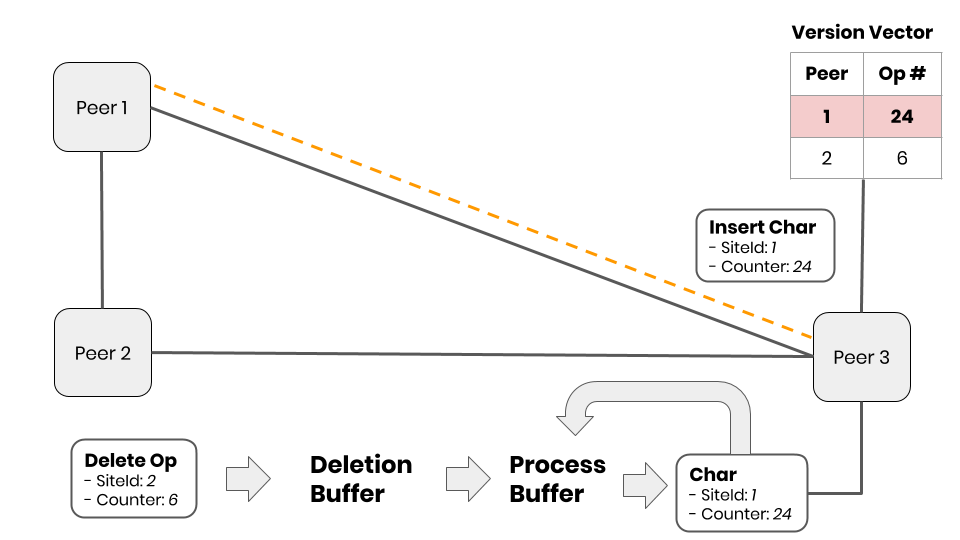 Version Vector
Peer Op #
1 24
2 6
Peer 1
Insert Char
- SiteId: 1
- Counter: 24
Peer 2
Peer 3
Delete Op
- SiteId: 2
- Counter: 6
Deletion
Buffer
Process
Buffer
Char
- SiteId: 1
- Counter: 24